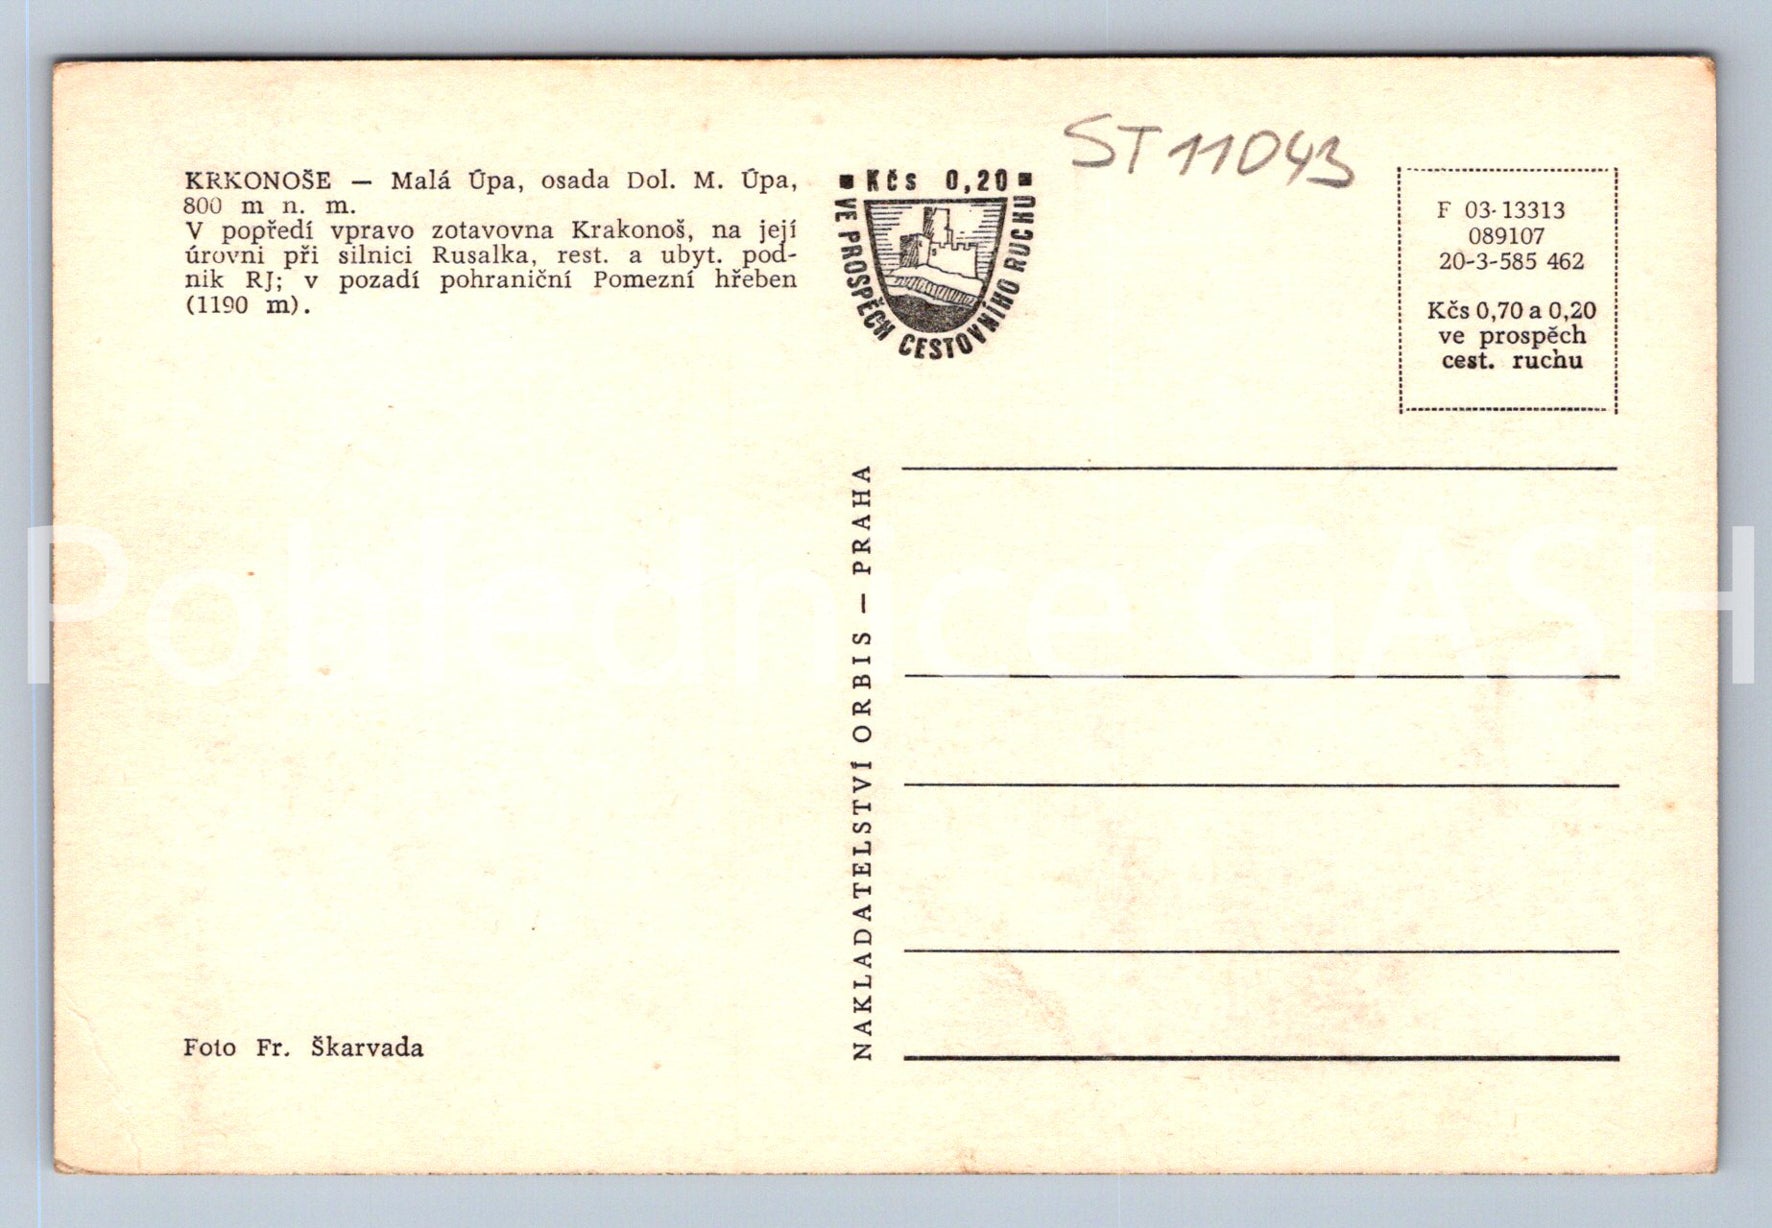 KRKONOŠE — Malá Úpa, osada Dol. M. Úpa,
800 m n. m.
V popředí vpravo zotavovna Krakonoš, na její
úrovni při silnici Rusalka, rest. a ubyt. pod-
nik RJ; v pozadí pohraniční Pomezní hřeben
(1190 m).
Kčs 0,20
VE PROSPĚCH CESTOVNÍHO RUCHU
ST 11043
F 03-13313
089107
20-3-585 462
Kčs 0,70 a 0,20
ve prospěch
cest. ruchu
NAKLADATELSTVÍ ORBIS — PRAHA
Pohlednice GASH
Foto Fr. Škarvada